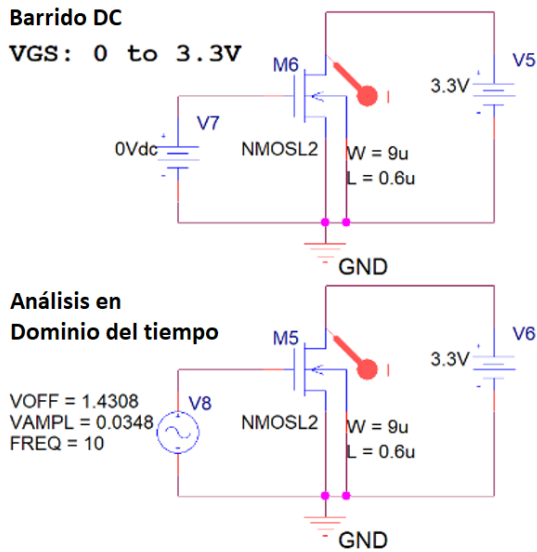 Barrido DC
VGS: 0 to 3.3V
M6
V5
3.3V
I
V7
0Vdc
NMOSL2
W = 9u
L = 0.6u
GND
Análisis en
Dominio del tiempo
M5
V6
3.3V
I
VOFF = 1.4308
VAMPL = 0.0348
FREQ = 10
V8
NMOSL2
W = 9u
L = 0.6u
GND